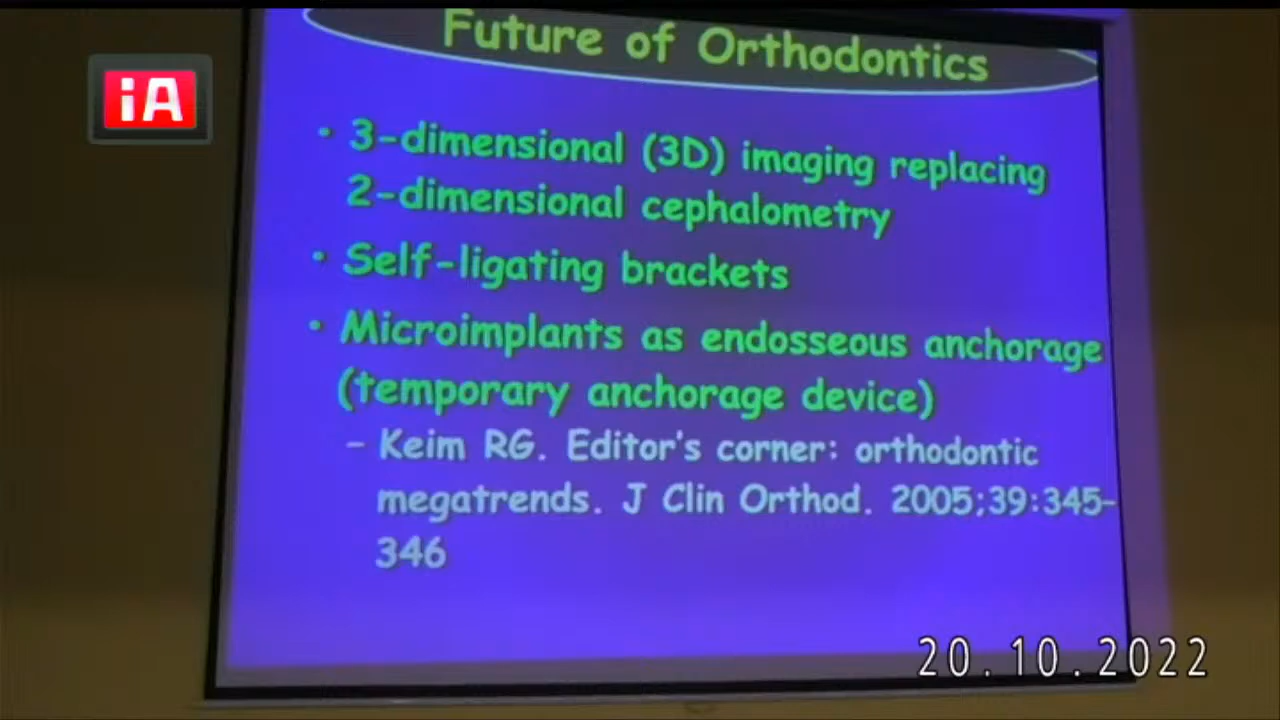 Future of Orthodontics
iA
• 3-dimensional (3D) imaging replacing
2-dimensional cephalometry
• Self-ligating brackets
• Microimplants as endosseous anchorage
(temporary anchorage device)
– Keim RG. Editor's corner: orthodontic
megatrends. J Clin Orthod. 2005;39:345-
346
20.10.2022